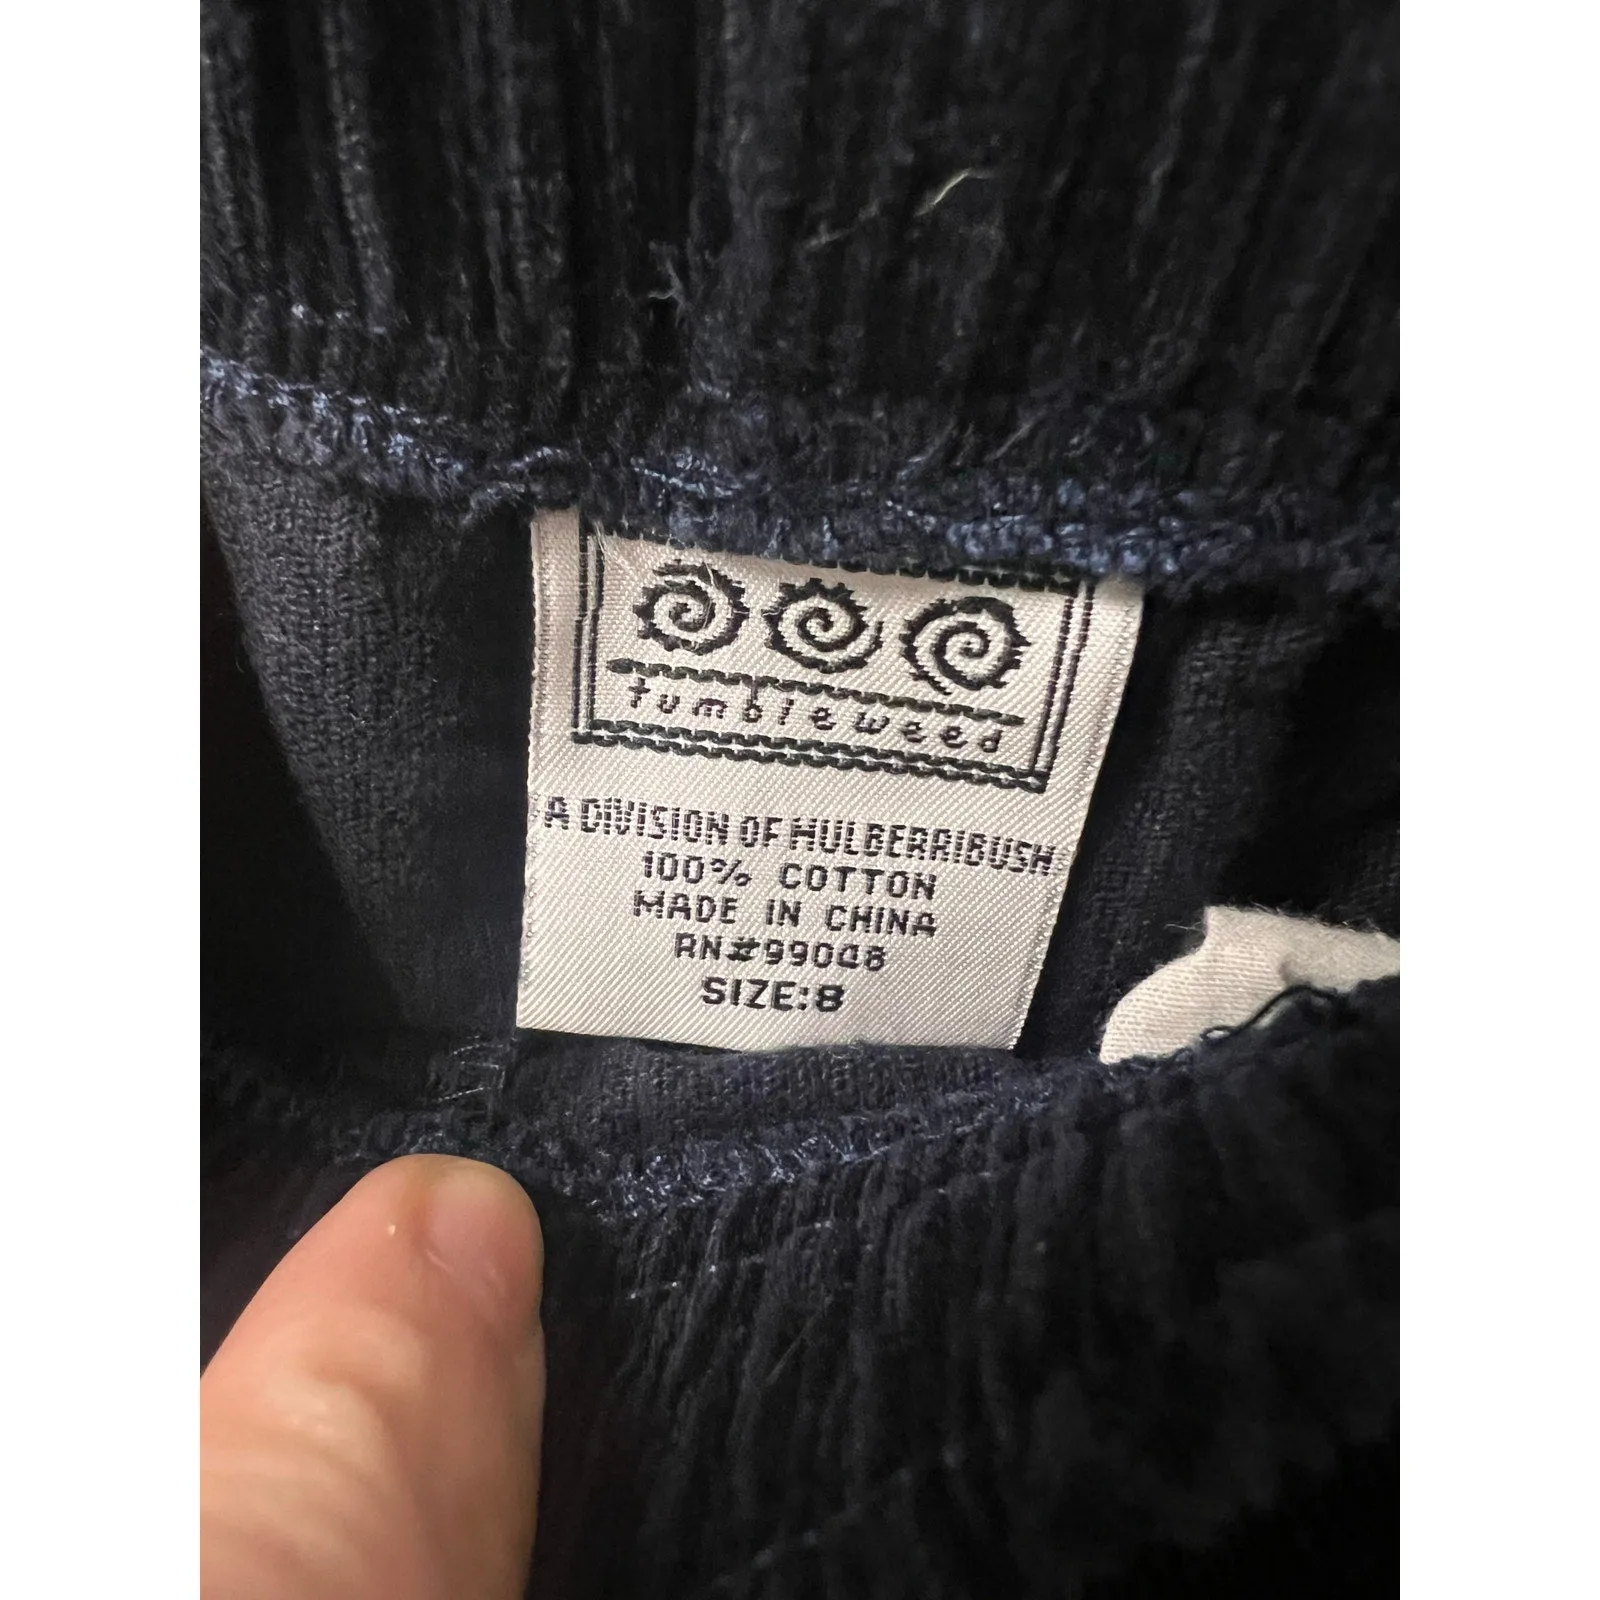 tumbleweed
A DIVISION OF MULBERRIBUSH
100% COTTON
MADE IN CHINA
RN#99048
SIZE:8